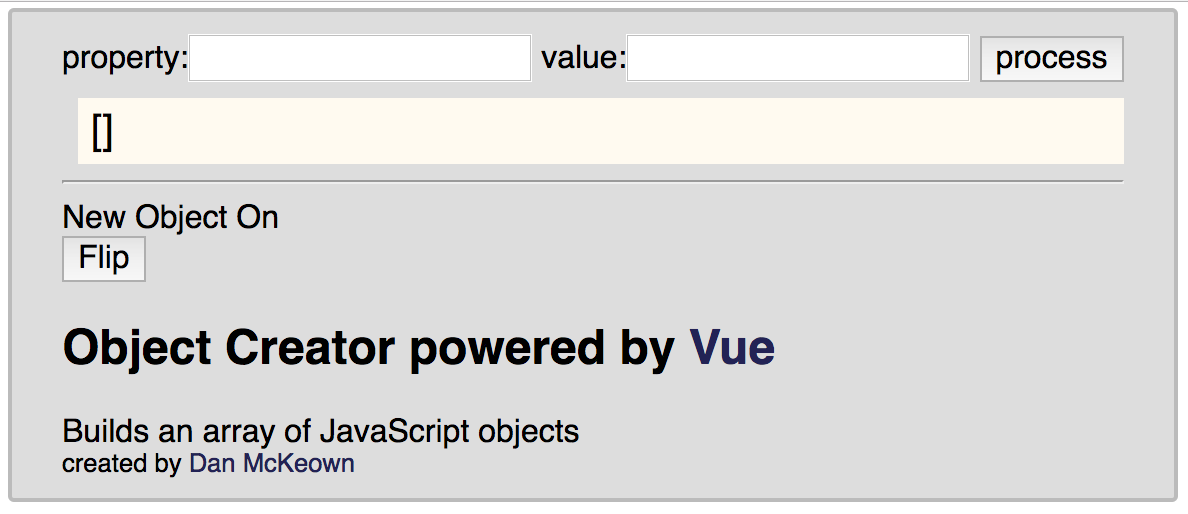 property: value: process
[]
New Object On
Flip
Object Creator powered by Vue
Builds an array of JavaScript objects
created by Dan McKeown